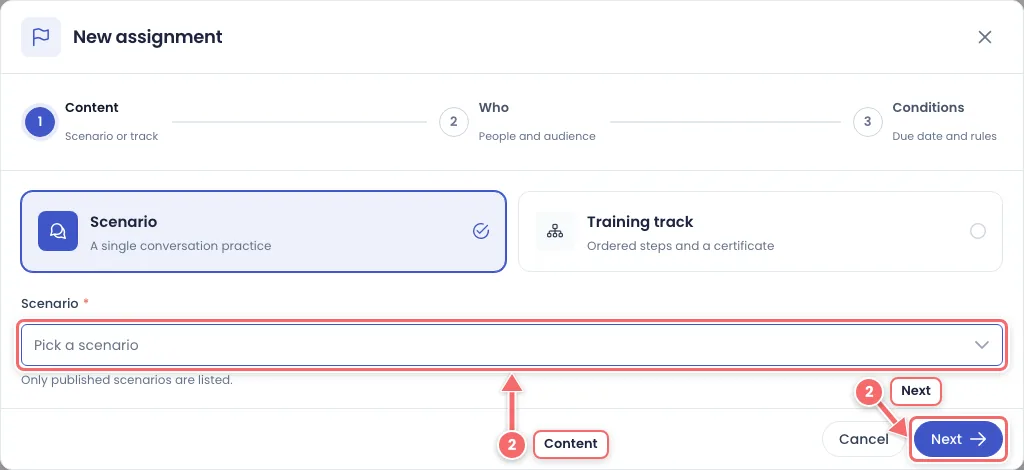 New assignment
1
Content
Scenario or track
2
Who
People and audience
3
Conditions
Due date and rules
Scenario
A single conversation practice
Training track
Ordered steps and a certificate
Scenario *
Pick a scenario
Only published scenarios are listed.
2 Next
2 Content
Cancel
Next